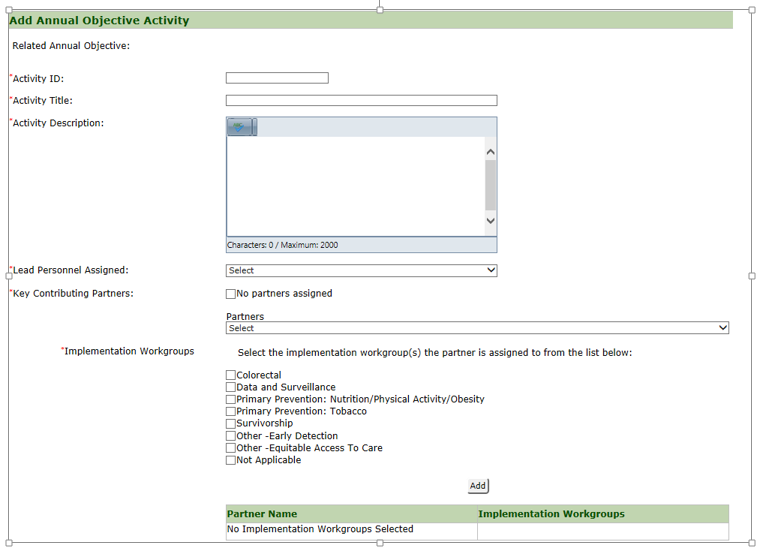 Add Annual Objective Activity
Related Annual Objective:
*Activity ID:
*Activity Title:
*Activity Description:
Characters: 0 / Maximum: 2000
*Lead Personnel Assigned:
Select
*Key Contributing Partners:
No partners assigned
Partners
Select
*Implementation Workgroups
Select the implementation workgroup(s) the partner is assigned to from the list below:
Colorectal
Data and Surveillance
Primary Prevention: Nutrition/Physical Activity/Obesity
Primary Prevention: Tobacco
Survivorship
Other -Early Detection
Other -Equitable Access To Care
Not Applicable
Add
Partner Name
Implementation Workgroups
No Implementation Workgroups Selected